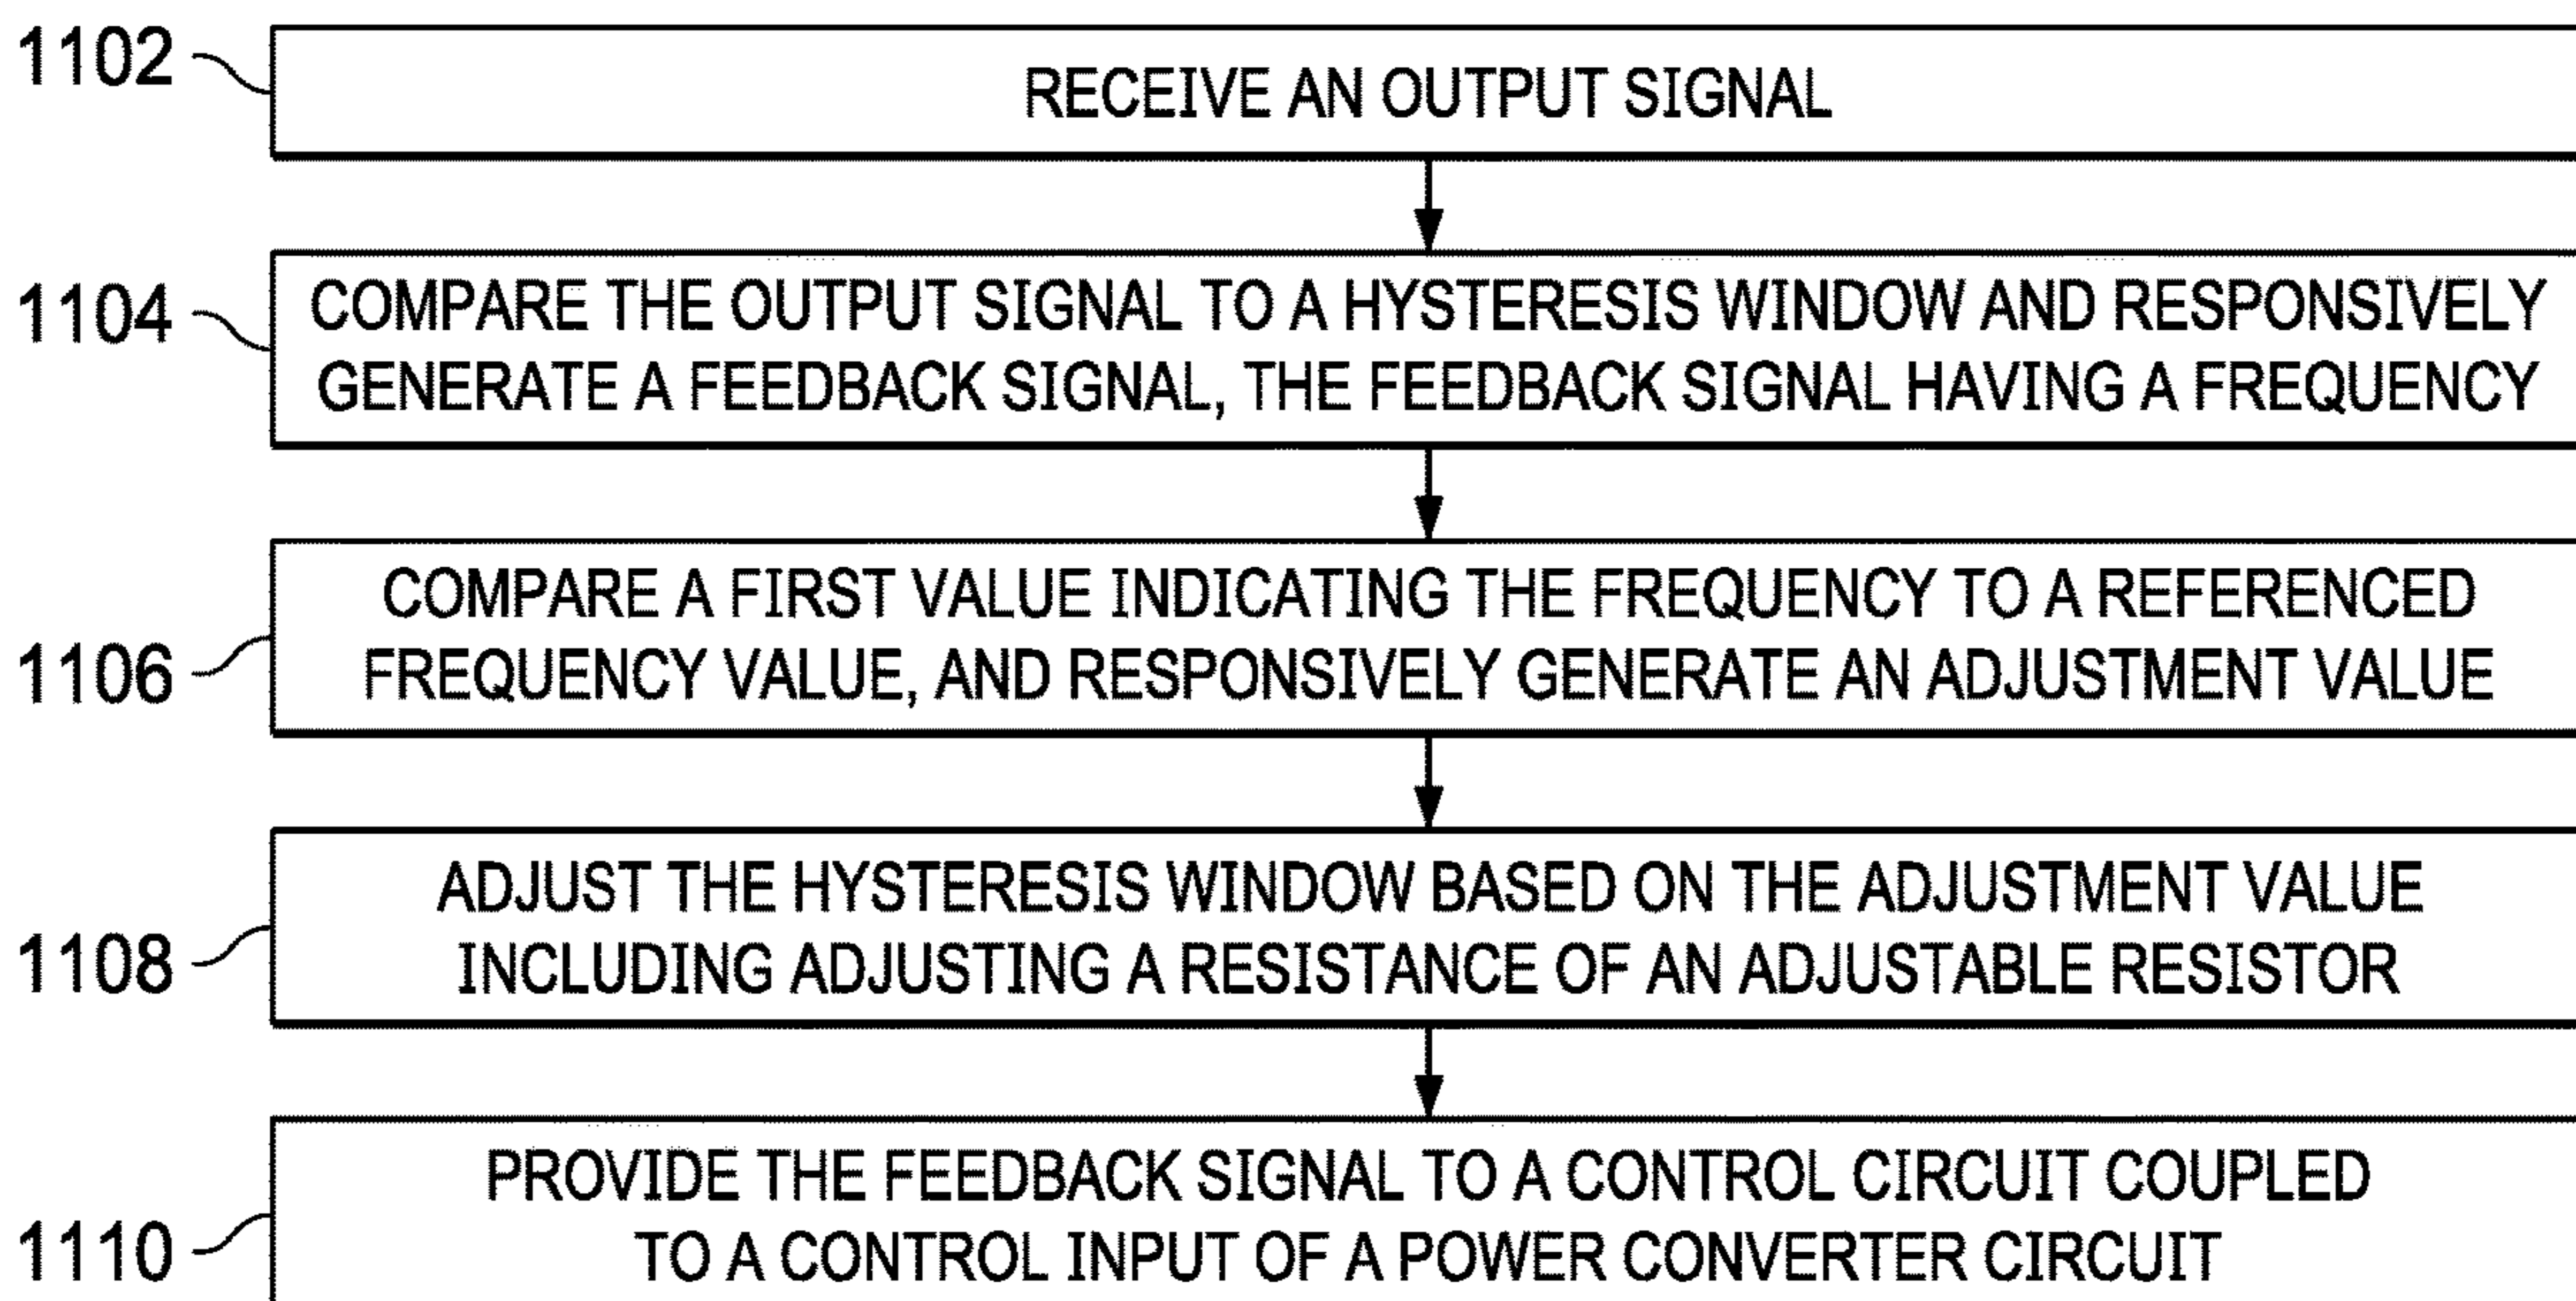 1102
RECEIVE AN OUTPUT SIGNAL
1104
COMPARE THE OUTPUT SIGNAL TO A HYSTERESIS WINDOW AND RESPONSIVELY
GENERATE A FEEDBACK SIGNAL, THE FEEDBACK SIGNAL HAVING A FREQUENCY
1106
COMPARE A FIRST VALUE INDICATING THE FREQUENCY TO A REFERENCED
FREQUENCY VALUE, AND RESPONSIVELY GENERATE AN ADJUSTMENT VALUE
1108
ADJUST THE HYSTERESIS WINDOW BASED ON THE ADJUSTMENT VALUE
INCLUDING ADJUSTING A RESISTANCE OF AN ADJUSTABLE RESISTOR
1110
PROVIDE THE FEEDBACK SIGNAL TO A CONTROL CIRCUIT COUPLED
TO A CONTROL INPUT OF A POWER CONVERTER CIRCUIT